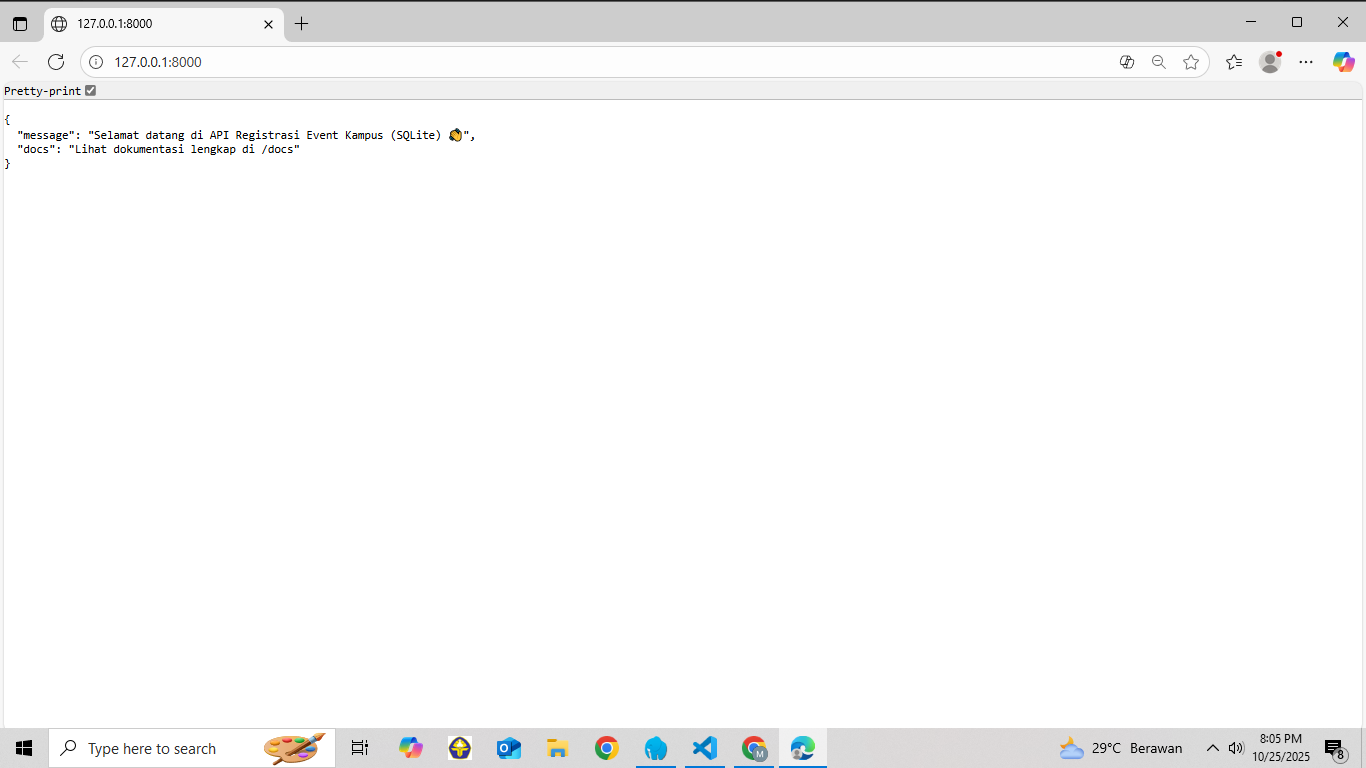 127.0.0.1:8000
127.0.0.1:8000
Pretty-print
{
"message": "Selamat datang di API Registrasi Event Kampus (SQLite) 👏",
"docs": "Lihat dokumentasi lengkap di /docs"
}
Type here to search
M
29°C Berawan
8:05 PM
10/25/2025
8